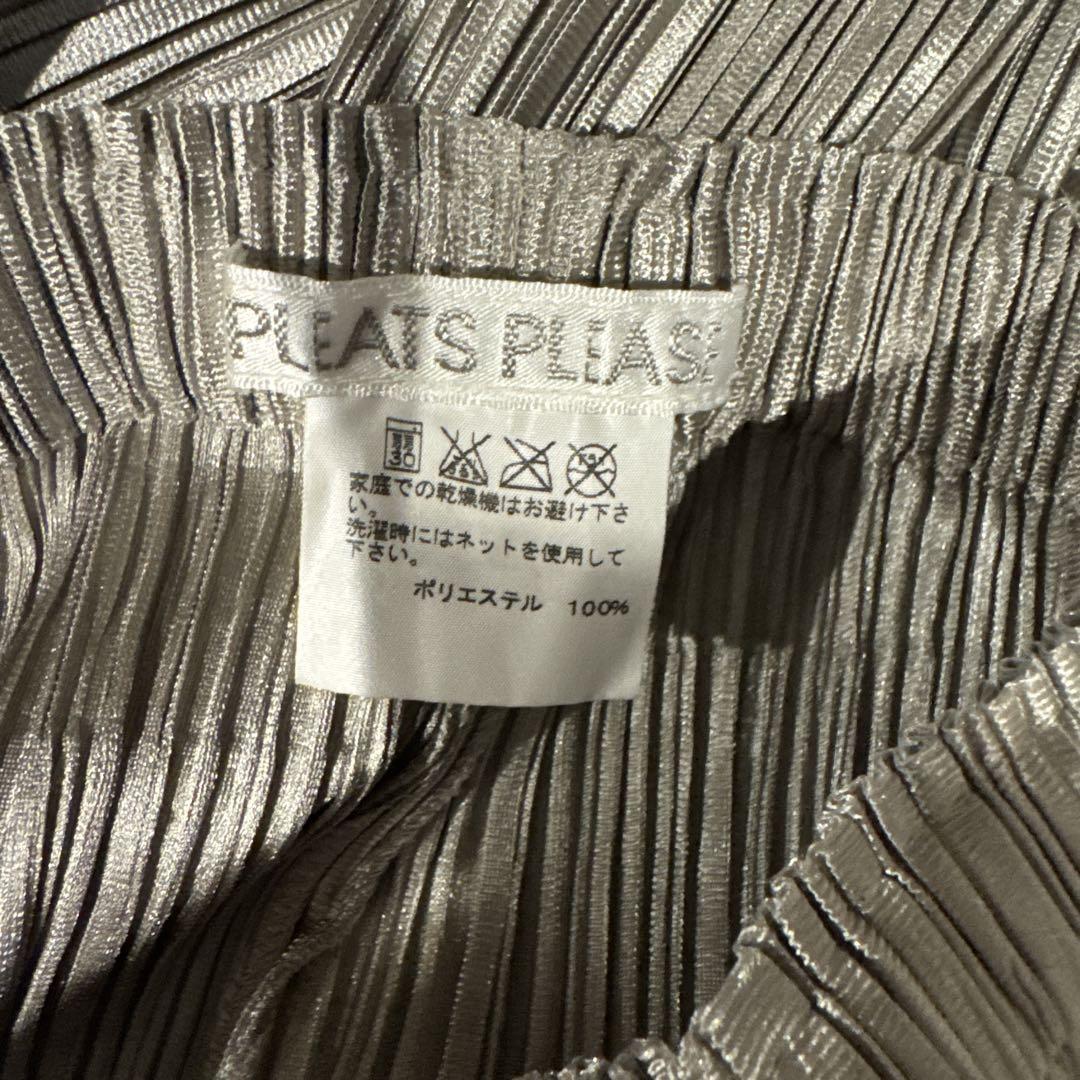 PLEATS PLEASE
弱 30
家庭での乾燥機はお避け下さ
い。
洗濯時にはネットを使用して
下さい。
ポリエステル 100%